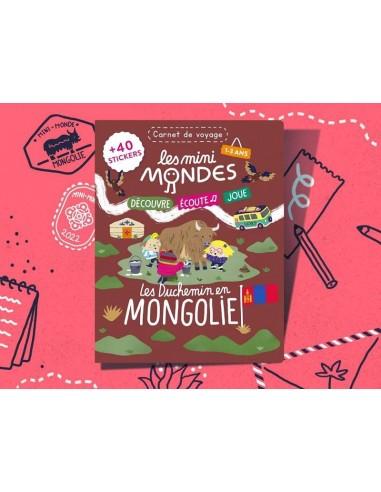 Carnet de voyage
+40
STICKERS
1-3 ANS
les mini
MONDES
DÉCOUVRE
ÉCOUTE
JOUE
Les Duchemin en
MONGOLIE!
MINI-MONDE
MONGOLIE
2022